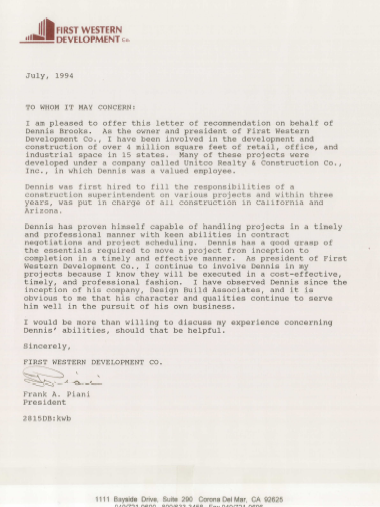 FIRST WESTERN
DEVELOPMENT Co.
July, 1994
TO WHOM IT MAY CONCERN:
I am pleased to offer this letter of recommendation on behalf of
Dennis Brooks. As the owner and president of First Western
Development Co., I have been involved in the development and
construction of over 4 million square feet of retail, office, and
industrial space in 15 states. Many of these projects were
developed under a company called Unitco Realty & Construction Co.,
Inc., in which Dennis was a valued employee.
Dennis was first hired to fill the responsibilities of a
construction superintendent on various projects and within three
years, was put in charge of all construction in California and
Arizona.
Dennis has proven himself capable of handling projects in a timely
and professional manner with keen abilities in contract
negotiations and project scheduling. Dennis has a good grasp of
the essentials required to move a project from inception to
completion in a timely and effective manner. As president of First
Western Development Co., I continue to involve Dennis in my
projects because I know they will be executed in a cost-effective,
timely, and professional fashion. I have observed Dennis since the
inception of his company, Design Build Associates, and it is
obvious to me that his character and qualities continue to serve
him well in the pursuit of his own business.
I would be more than willing to discuss my experience concerning
Dennis' abilities, should that be helpful.
Sincerely,
FIRST WESTERN DEVELOPMENT CO.
Frank A. Piani
President
2815DB:kwb
1111 Bayside Drive, Suite 290 Corona Del Mar, CA 92625